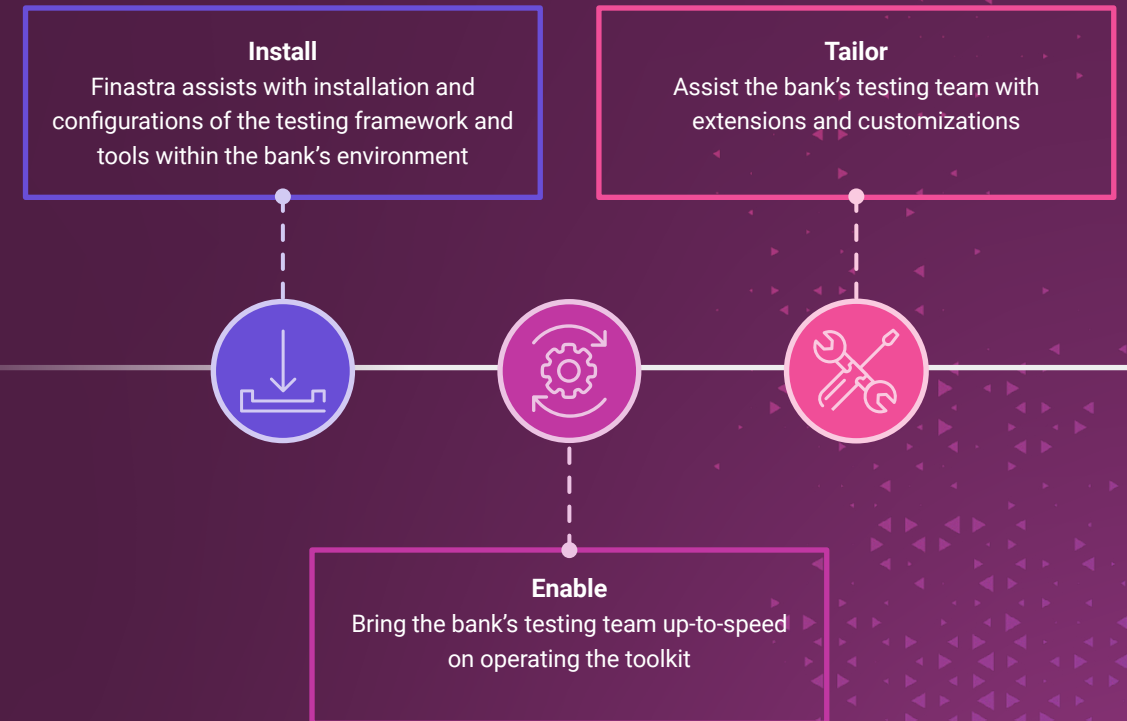 Install
Finastra assists with installation and
configurations of the testing framework and
tools within the bank’s environment
Tailor
Assist the bank’s testing team with
extensions and customizations
Enable
Bring the bank’s testing team up-to-speed
on operating the toolkit